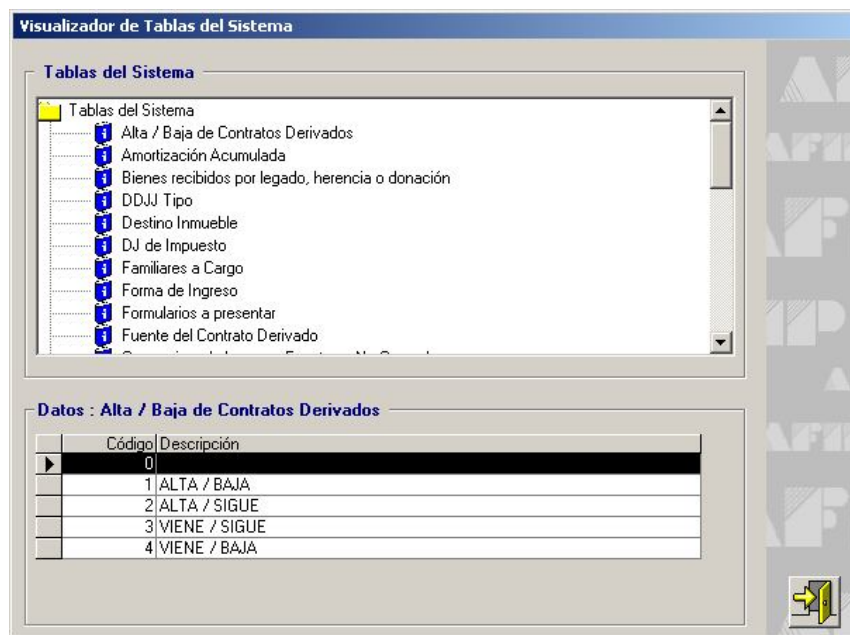 Visualizador de Tablas del Sistema
Tablas del Sistema
Tablas del Sistema
Alta / Baja de Contratos Derivados
Amortización Acumulada
Bienes recibidos por legado, herencia o donación
DDJJ Tipo
Destino Inmueble
DJ de Impuesto
Familiares a Cargo
Forma de Ingreso
Formularios a presentar
Fuente del Contrato Derivado
Datos : Alta / Baja de Contratos Derivados
Código Descripción
0
1 ALTA / BAJA
2 ALTA / SIGUE
3 VIENE / SIGUE
4 VIENE / BAJA